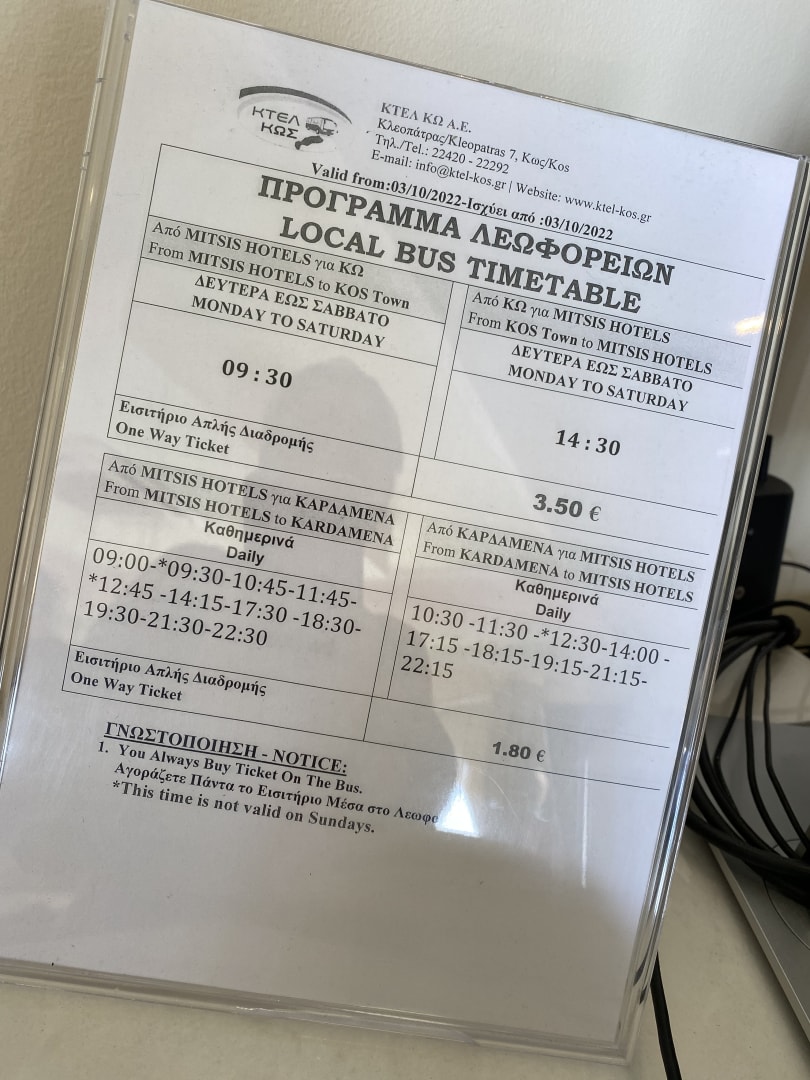 ΚΤΕΛ
ΚΩΣ
ΚΤΕΛ ΚΩ Α.Ε.
Κλεοπάτρας/Kleopatras 7, Κως/Kos
Τηλ./Tel.: 22420 - 22292
E-mail: info@ktel-kos.gr | Website: www.ktel-kos.gr
Valid from:03/10/2022-Ισχύει από :03/10/2022
ΠΡΟΓΡΑΜΜΑ ΛΕΩΦΟΡΕΙΩΝ
LOCAL BUS TIMETABLE
Από MITSIS HOTELS για ΚΩ
From MITSIS HOTELS to KOS Town
ΔΕΥΤΕΡΑ ΕΩΣ ΣΑΒΒΑΤΟ
MONDAY TO SATURDAY
09 : 30
Από ΚΩ για MITSIS HOTELS
From KOS Town to MITSIS HOTELS
ΔΕΥΤΕΡΑ ΕΩΣ ΣΑΒΒΑΤΟ
MONDAY TO SATURDAY
14 : 30
Εισιτήριο Απλής Διαδρομής
One Way Ticket
3.50 €
Από MITSIS HOTELS για ΚΑΡΔΑΜΕΝΑ
From MITSIS HOTELS to KARDAMENA
Καθημερινά
Daily
09:00-*09:30-10:45-11:45-
*12:45 -14:15-17:30 -18:30-
19:30-21:30-22:30
Από ΚΑΡΔΑΜΕΝΑ για MITSIS HOTELS
From KARDAMENA to MITSIS HOTELS
Καθημερινά
Daily
10:30 -11:30 -*12:30-14:00 -
17:15 -18:15-19:15-21:15-
22:15
Εισιτήριο Απλής Διαδρομής
One Way Ticket
1.80 €
ΓΝΩΣΤΟΠΟΙΗΣΗ - NOTICE:
1. You Always Buy Ticket On The Bus.
Αγοράζετε Πάντα το Εισιτήριο Μέσα στο Λεωφο
*This time is not valid on Sundays.